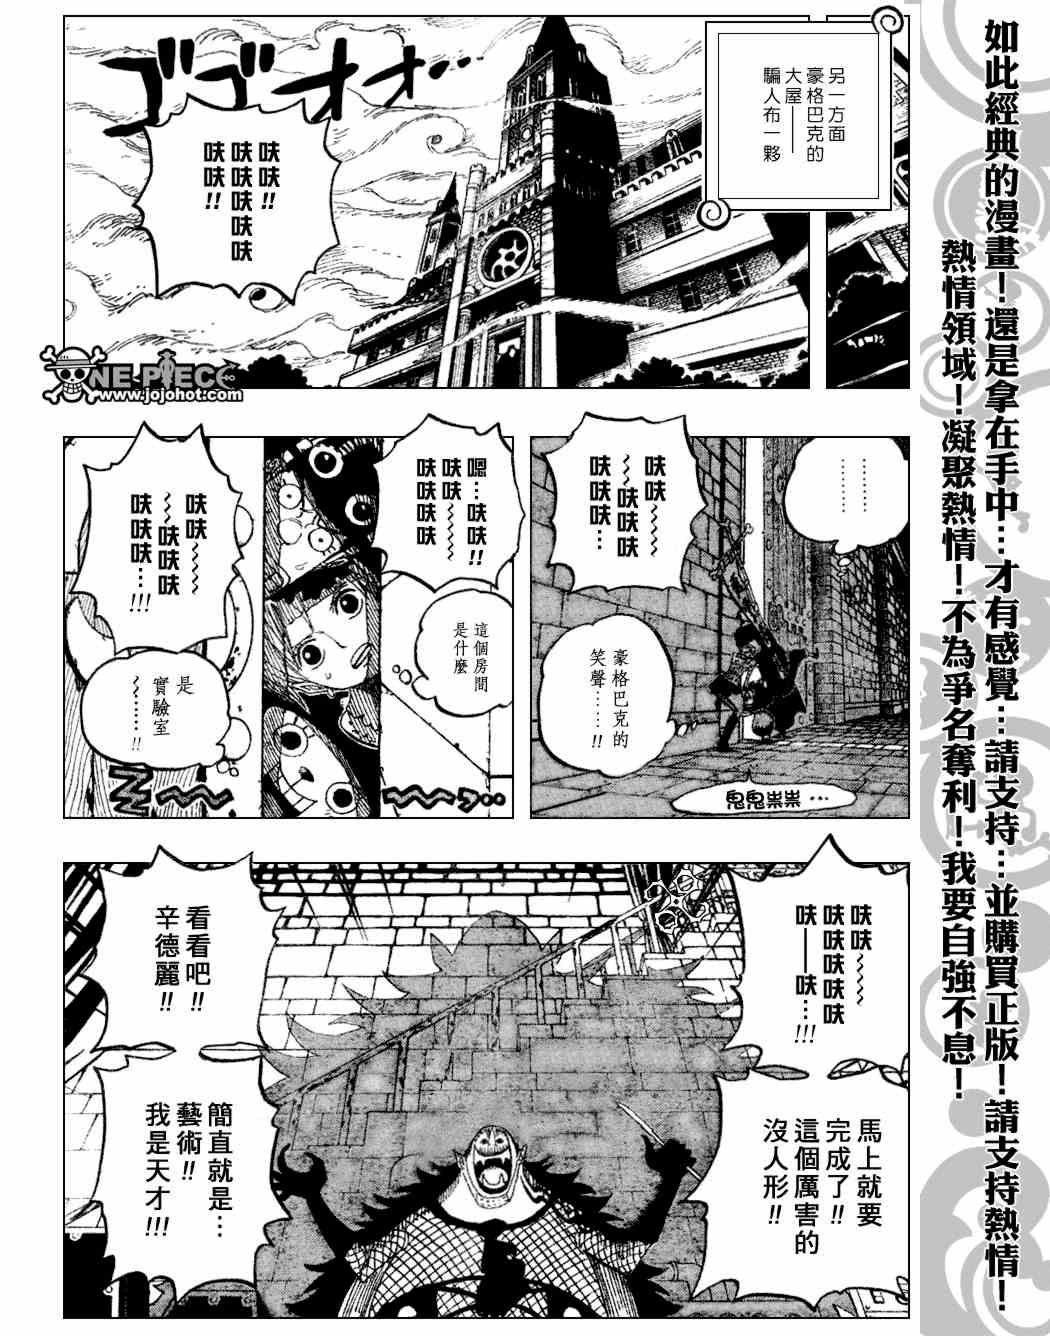 另一方面
豪格巴克的
大屋——
騙人布一夥
ゴゴゴオオ…
呋呋!!
呋呋呋呋呋
呋呋!!
ONE PIECE
www.jojohot.com
………
………
呋呋～
～呋呋呋
呋呋呋…
豪格巴克的
笑聲……!!
鬼鬼祟祟…
嗯…呋呋!!
呋呋～～～
呋呋呋呋
這個房間
是什麼
呋呋～
～呋呋呋
呋呋呋…!!!
是
實驗室
～………!!
呋呋～～
呋呋呋呋呋
呋——呋…!!!
馬上就要
完成了!!
這個厲害的
沒人形!!
看看吧!!
辛德麗!!
簡直就是…
藝術!!
我是天才!!!
如此經典的漫畫！還是拿在手中…才有感覺…請支持…並購買正版！請支持熱情！
熱情領域！凝聚熱情！不為爭名奪利！我要自強不息！